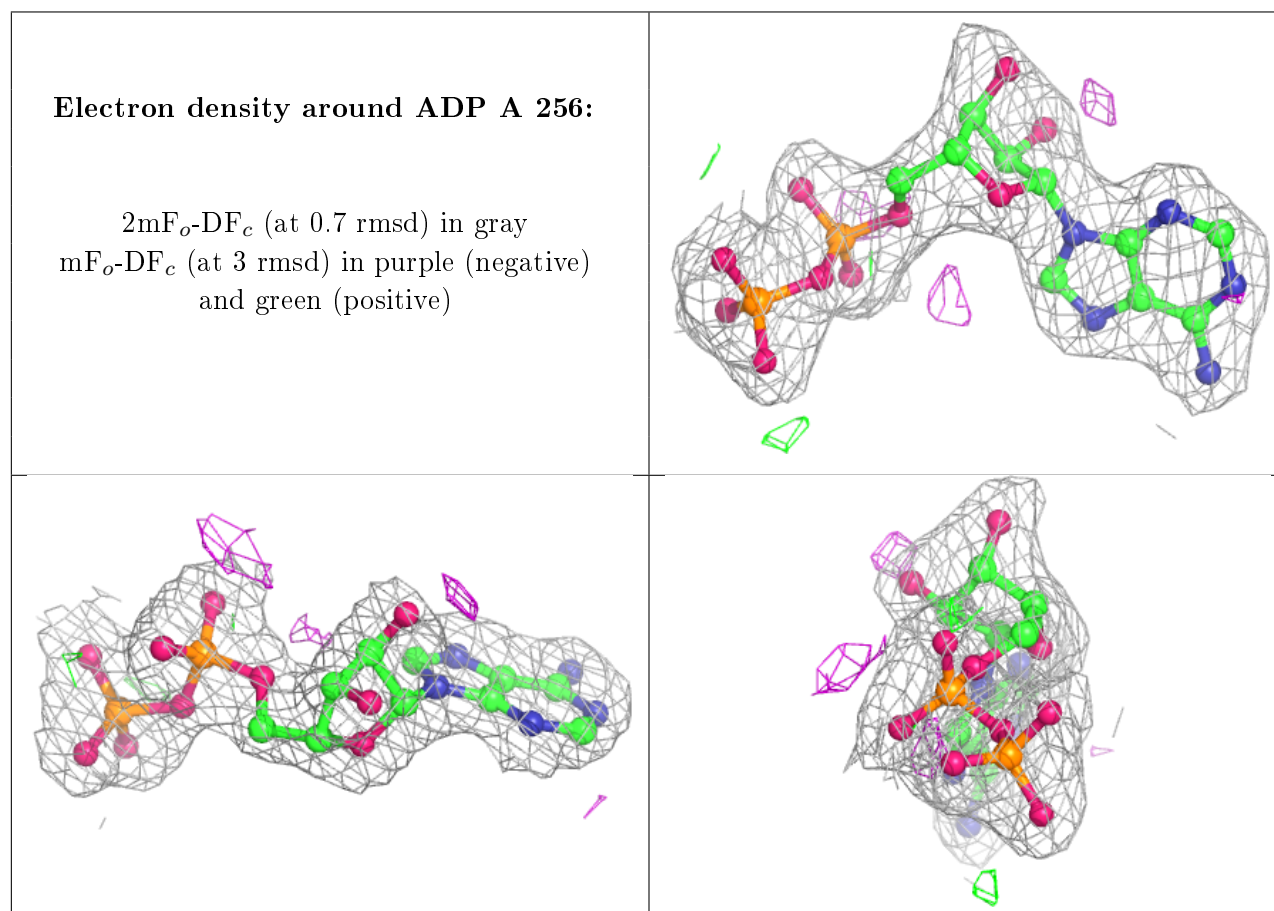 Electron density around ADP A 256:
2mFo-DFc (at 0.7 rmsd) in gray
mFo-DFc (at 3 rmsd) in purple (negative)
and green (positive)